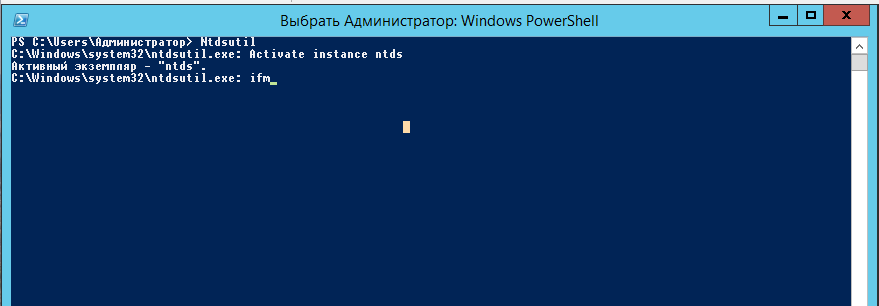 Выбрать Администратор: Windows PowerShell
PS C:\Users\Администратор> Ntdsutil
C:\Windows\system32\ntdsutil.exe: Activate instance ntds
Активный экземпляр - "ntds".
C:\Windows\system32\ntdsutil.exe: ifm